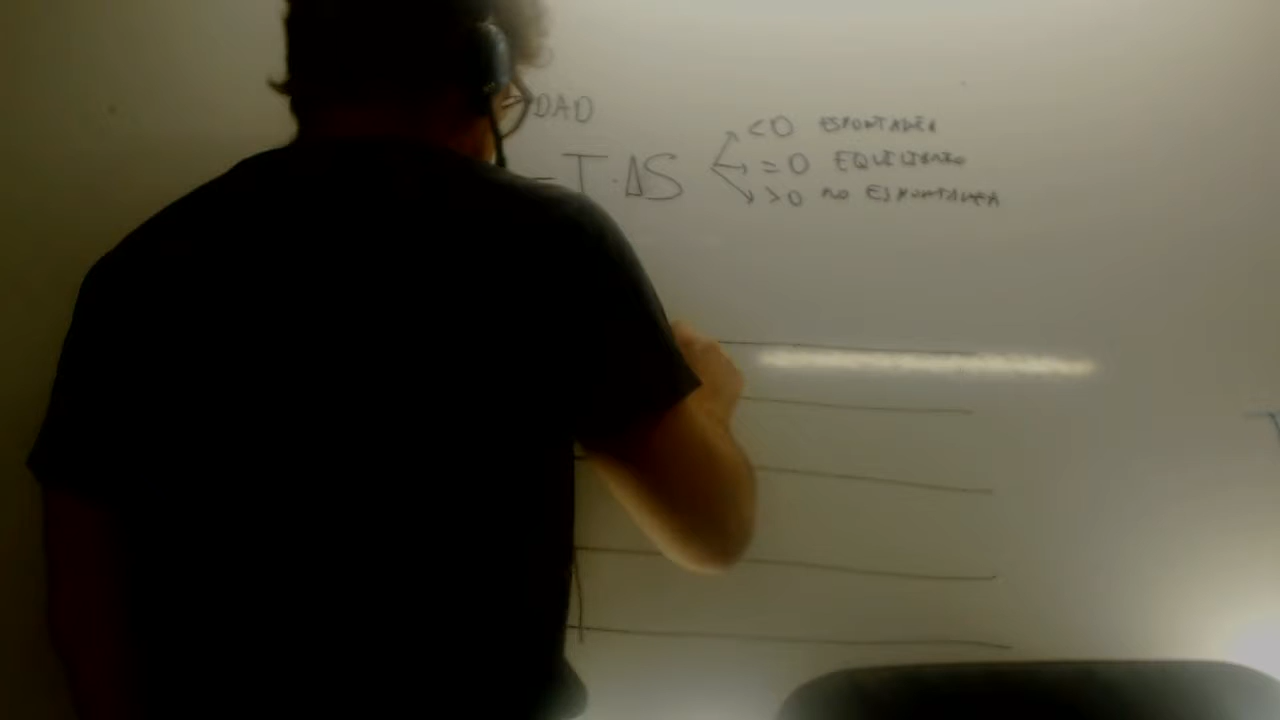 DAD
<0 ESPONTANEA
- T·ΔS =0 EQUILIBRIO
>0 NO ESPONTANEA